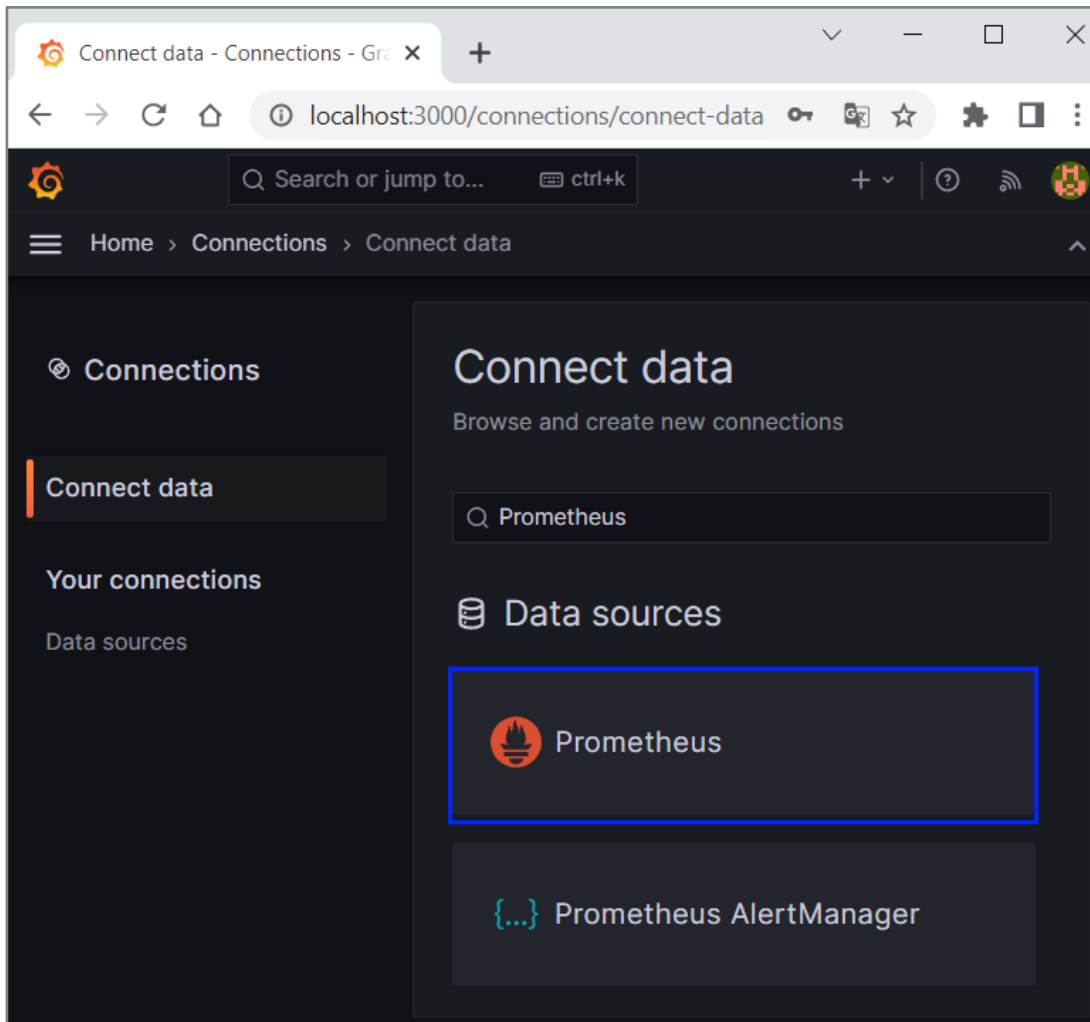 Connect data - Connections - Gra
localhost:3000/connections/connect-data
Search or jump to... ctrl+k
Home › Connections › Connect data
Connections
Connect data
Your connections
Data sources
Connect data
Browse and create new connections
Prometheus
Data sources
Prometheus
{...} Prometheus AlertManager